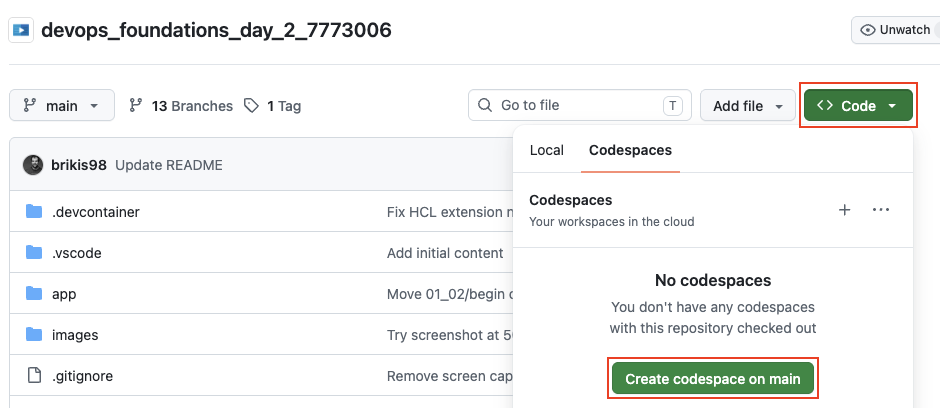 devops_foundations_day_2_7773006
Unwatch
main
13 Branches
1 Tag
Go to file
T
Add file
Code
Local
Codespaces
brikis98 Update README
Codespaces
Your workspaces in the cloud
.devcontainer
Fix HCL extension
.vscode
Add initial content
No codespaces
You don't have any codespaces
with this repository checked out
app
Move 01_02/begin
images
Try screenshot at
.gitignore
Remove screen cap
Create codespace on main